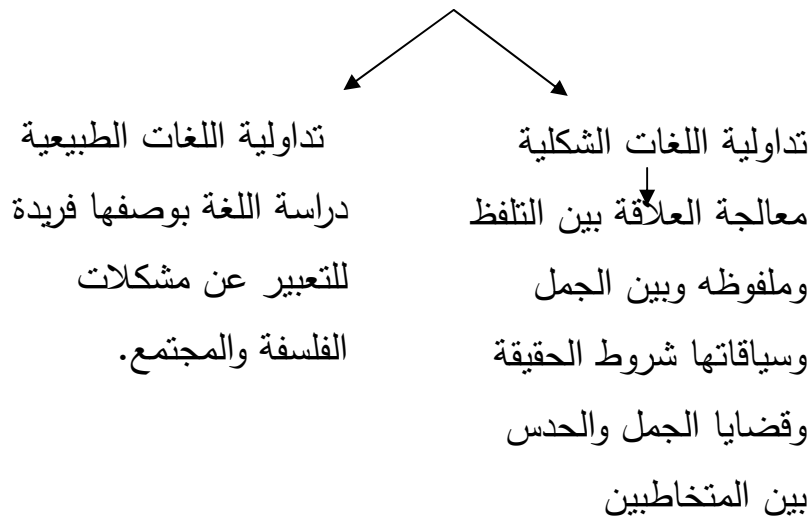 تداولية اللغات الشكلية
معالجة العلاقة بين التلفظ
وملفوظه وبين الجمل
وسياقاتها شروط الحقيقة
وقضايا الجمل والحدس
بين المتخاطبين
تداولية اللغات الطبيعية
دراسة اللغة بوصفها فريدة
للتعبير عن مشكلات
الفلسفة والمجتمع.